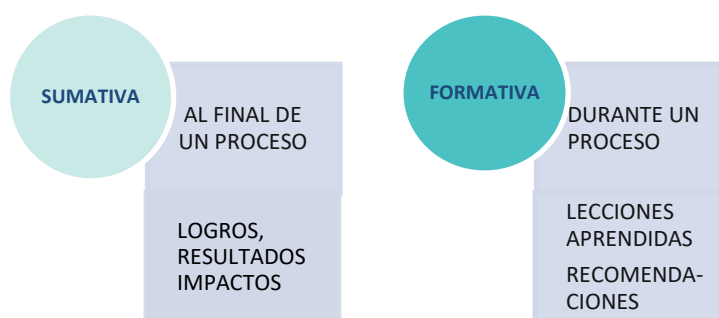 SUMATIVA
AL FINAL DE
UN PROCESO
LOGROS,
RESULTADOS
IMPACTOS
FORMATIVA
DURANTE UN
PROCESO
LECCIONES
APRENDIDAS
RECOMENDA-
CIONES